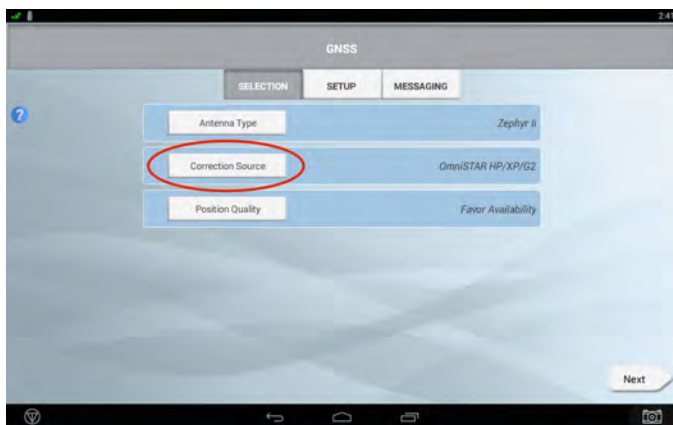 2:41
GNSS
SELECTION SETUP MESSAGING
?
Antenna Type Zephyr Ii
Correction Source OmniSTAR HP/XP/G2
Position Quality Favor Availability
Next